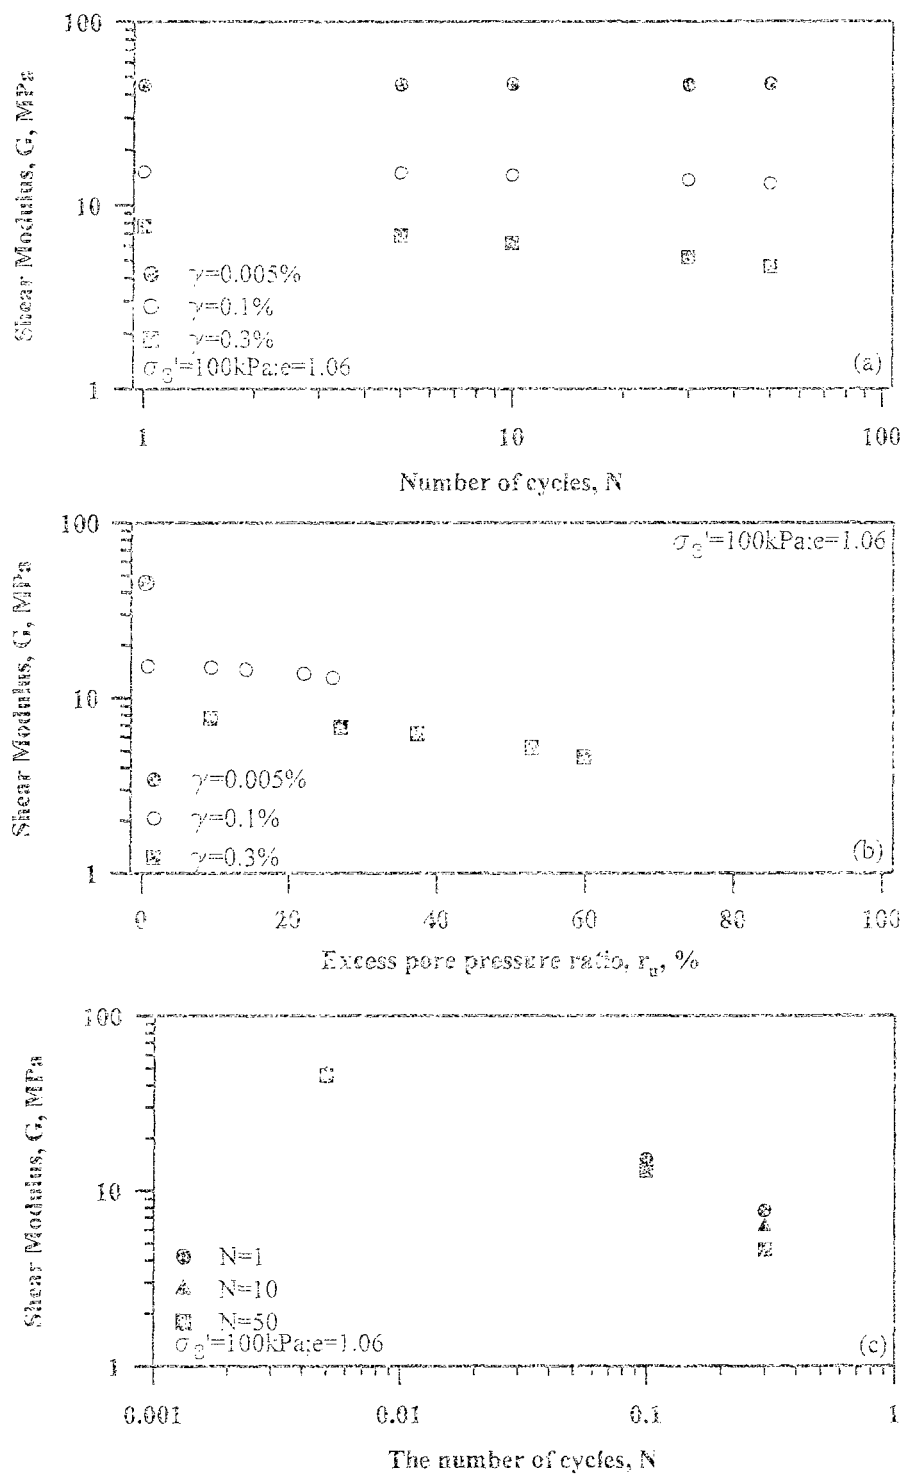 100
10
1
Shear Modulus, G, MPa
γ=0.005%
γ=0.1%
γ=0.3%
σc'=100kPa;e=1.06
(a)
1 10 100
Number of cycles, N
100
10
1
Shear Modulus, G, MPa
σc'=100kPa;e=1.06
γ=0.005%
γ=0.1%
γ=0.3%
(b)
0 20 40 60 80 100
Excess pore pressure ratio, ru, %
100
10
1
Shear Modulus, G, MPa
N=1
N=10
N=50
σc'=100kPa;e=1.06
(c)
0.001 0.01 0.1 1
The number of cycles, N